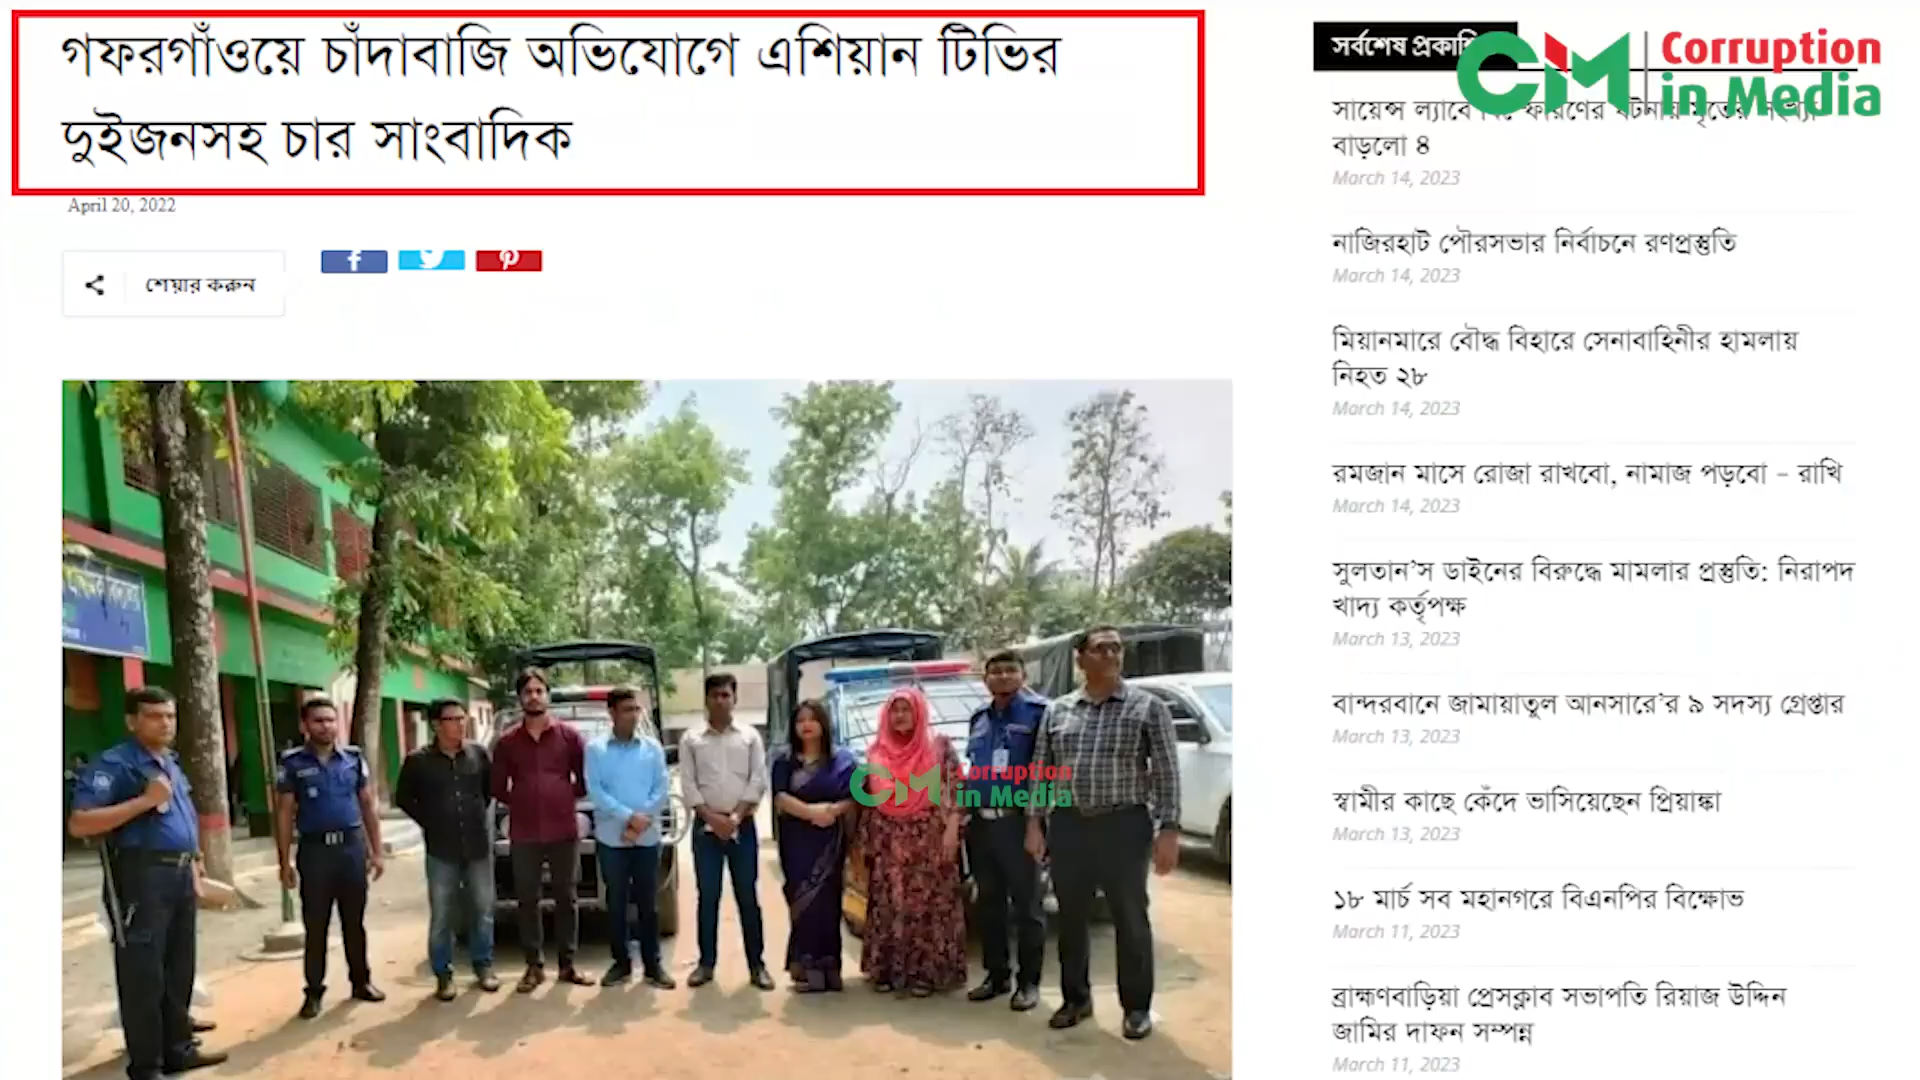 গফরগাঁওয়ে চাঁদাবাজি অভিযোগে এশিয়ান টিভির
দুইজনসহ চার সাংবাদিক
April 20, 2022
শেয়ার করুন
CM Corruption
in Media
সর্বশেষ
সায়েন্স
বাড়লো ৪
March 14, 2023
নাজিরহাট পৌরসভার নির্বাচনে রণপ্রস্তুতি
March 14, 2023
মিয়ানমারে বৌদ্ধ বিহারে সেনাবাহিনীর হামলায়
নিহত ২৮
March 14, 2023
রমজান মাসে রোজা রাখবো, নামাজ পড়বো – রাখি
March 14, 2023
সুলতান’স ডাইনের বিরুদ্ধে মামলার প্রস্তুতি: নিরাপদ
খাদ্য কর্তৃপক্ষ
March 13, 2023
বান্দরবানে জামায়াতুল আনসারে’র ৯ সদস্য গ্রেপ্তার
March 13, 2023
স্বামীর কাছে কেঁদে ভাসিয়েছেন প্রিয়াঙ্কা
March 13, 2023
১৮ মার্চ সব মহানগরে বিএনপির বিক্ষোভ
March 11, 2023
ব্রাহ্মণবাড়িয়া প্রেসক্লাব সভাপতি রিয়াজ উদ্দিন
জামির দাফন সম্পন্ন
March 11, 2023
CM Corruption
in Media